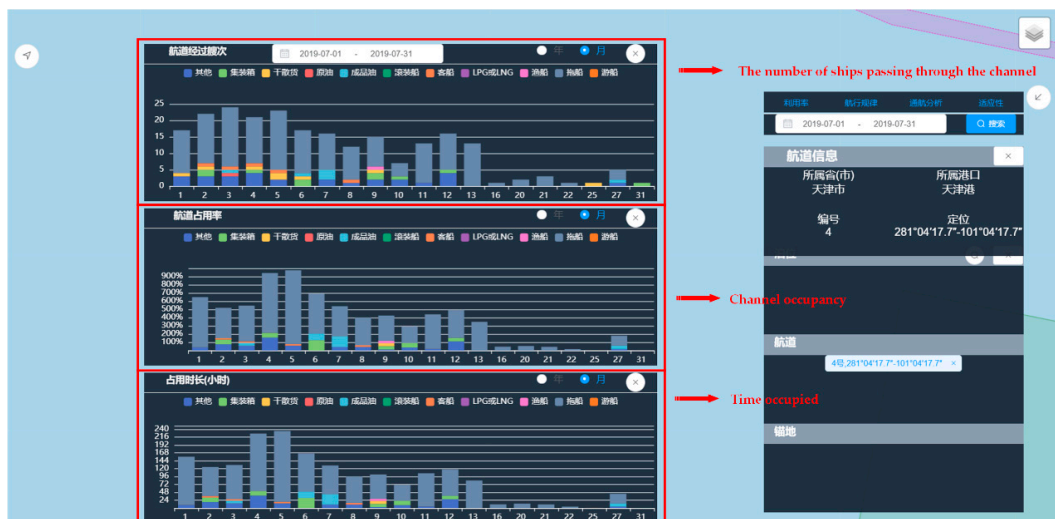 航道经过艘次 2019-07-01 - 2019-07-31 年 月
其他 集装箱 干散货 原油 成品油 滚装船 客船 LPG或LNG 渔船 拖船 游船
25
20
15
10
5
0
1 2 3 4 5 6 7 8 9 10 11 12 13 16 20 21 22 25 27 31
The number of ships passing through the channel
航道占用率 年 月
其他 集装箱 干散货 原油 成品油 滚装船 客船 LPG或LNG 渔船 拖船 游船
900%
800%
700%
600%
500%
400%
300%
200%
100%
1 2 3 4 5 6 7 8 9 10 11 12 13 16 20 21 22 25 27 31
Channel occupancy
占用时长(小时) 年 月
其他 集装箱 干散货 原油 成品油 滚装船 客船 LPG或LNG 渔船 拖船 游船
240
216
192
168
144
120
96
72
48
24
1 2 3 4 5 6 7 8 9 10 11 12 13 16 20 21 22 25 27 31
Time occupied
利用率 航行规律 通航分析 适应性
2019-07-01 - 2019-07-31 搜索
航道信息
所属省(市) 所属港口
天津市 天津港
编号 定位
4 281°04'17.7"-101°04'17.7"
航道
4号,281°04'17.7"-101°04'17.7" ×
锚地